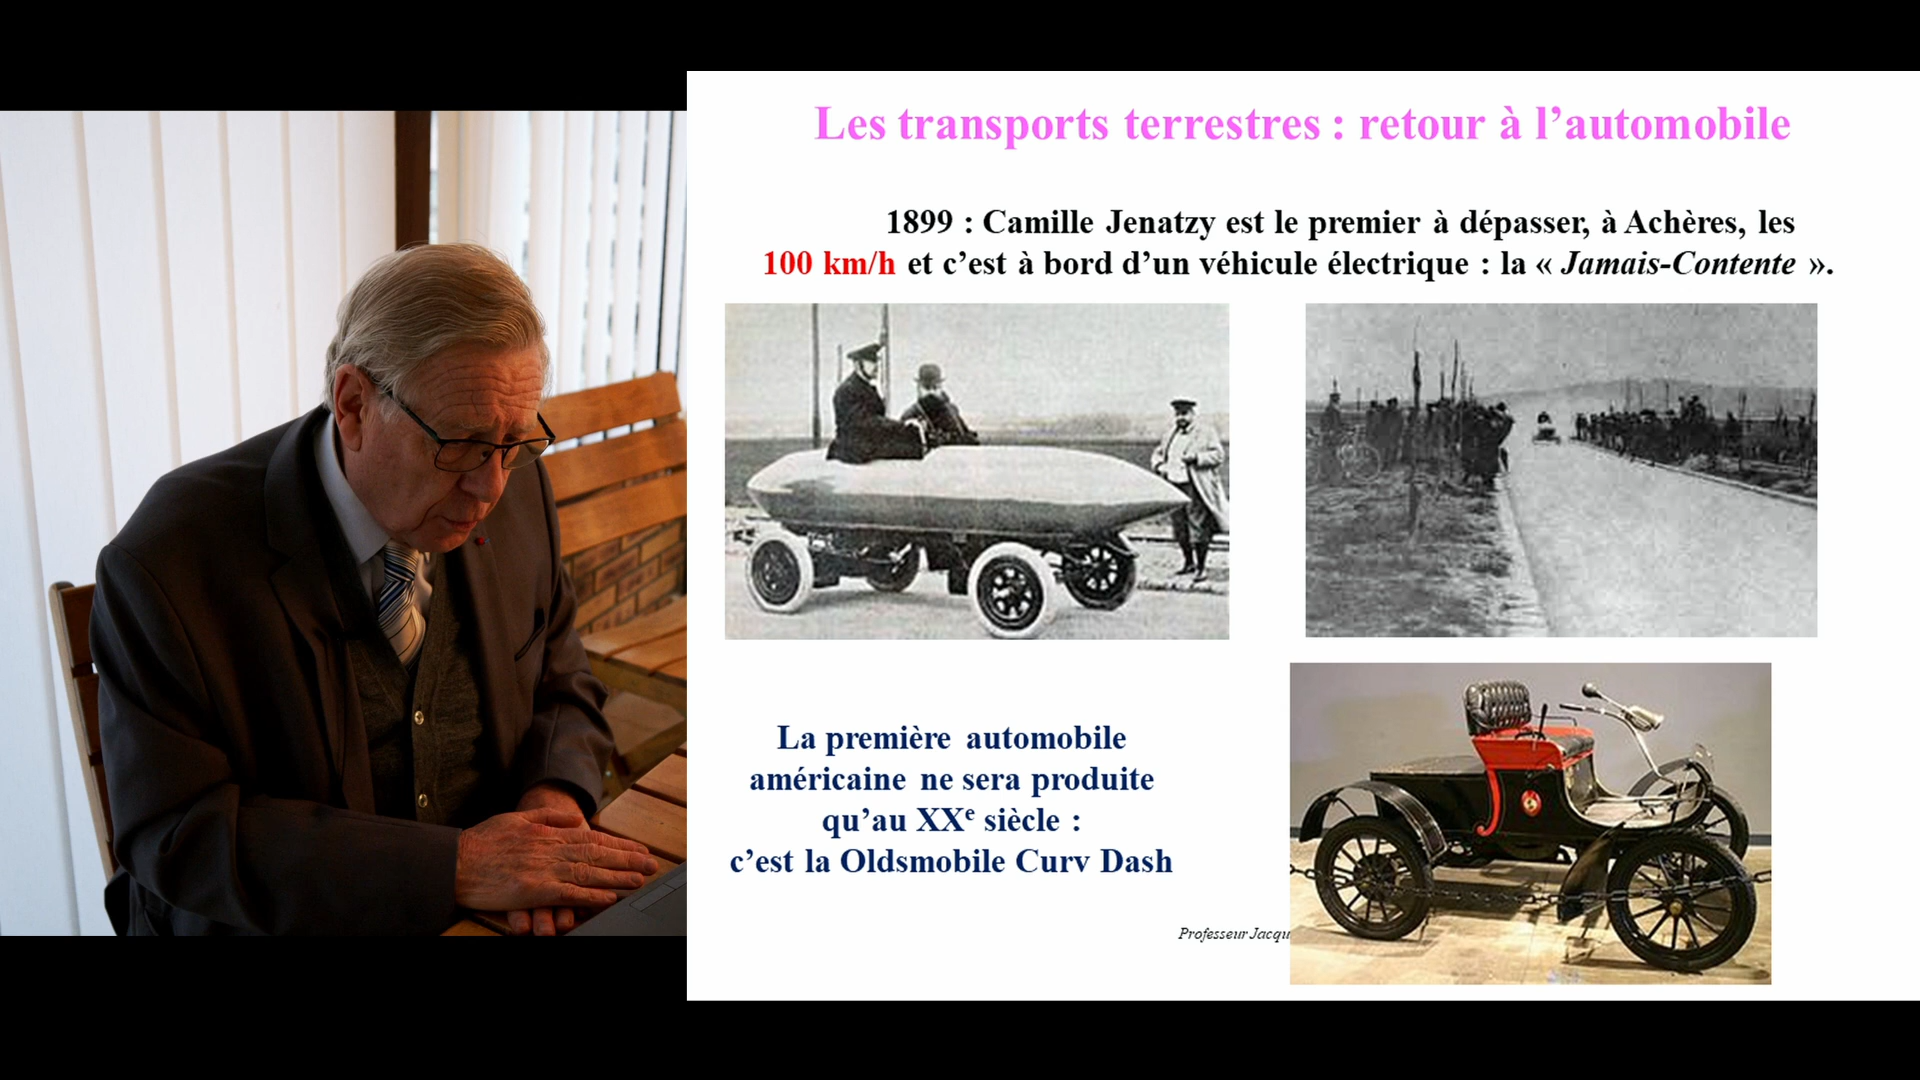 Les transports terrestres : retour à l’automobile
1899 : Camille Jenatzy est le premier à dépasser, à Achères, les
100 km/h et c’est à bord d’un véhicule électrique : la « Jamais-Contente ».
La première automobile
américaine ne sera produite
qu’au XXe siècle :
c’est la Oldsmobile Curv Dash
Professeur Jacqu